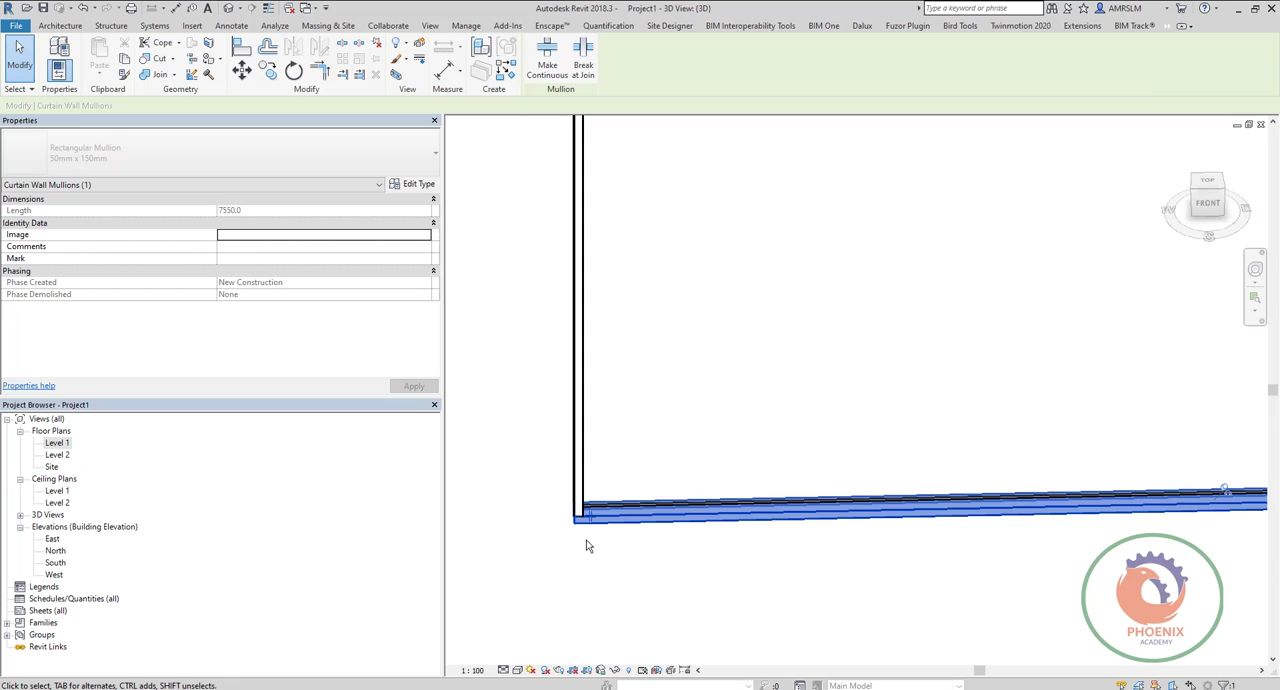 Autodesk Revit 2018.3 - Project1 - 3D View: {3D}
Type a keyword or phrase
AMRSLM
File Architecture Structure Systems Insert Annotate Analyze Massing & Site Collaborate View Manage Add-Ins Enscape™ Quantification Site Designer BIM Interoperability Tools BIM One Dalux Fuzor Plugin Bird Tools Twinmotion 2020 Extensions BIM Track®
Modify
Paste
Cope
Cut
Join
Make Continuous
Break at Join
Select Properties Clipboard Geometry Modify View Measure Create Mullion
Modify | Curtain Wall Mullions
Properties
Rectangular Mullion
50mm x 150mm
Curtain Wall Mullions (1) Edit Type
Dimensions
Length 7550.0
Identity Data
Image
Comments
Mark
Phasing
Phase Created New Construction
Phase Demolished None
Properties help Apply
Project Browser - Project1
Views (all)
Floor Plans
Level 1
Level 2
Site
Ceiling Plans
Level 1
Level 2
3D Views
Elevations (Building Elevation)
East
North
South
West
Legends
Schedules/Quantities (all)
Sheets (all)
Families
Groups
Revit Links
TOP
FRONT
PHOENIX
ACADEMY
1 : 100
Click to select, TAB for alternates, CTRL adds, SHIFT unselects.
:0
Main Model
:1